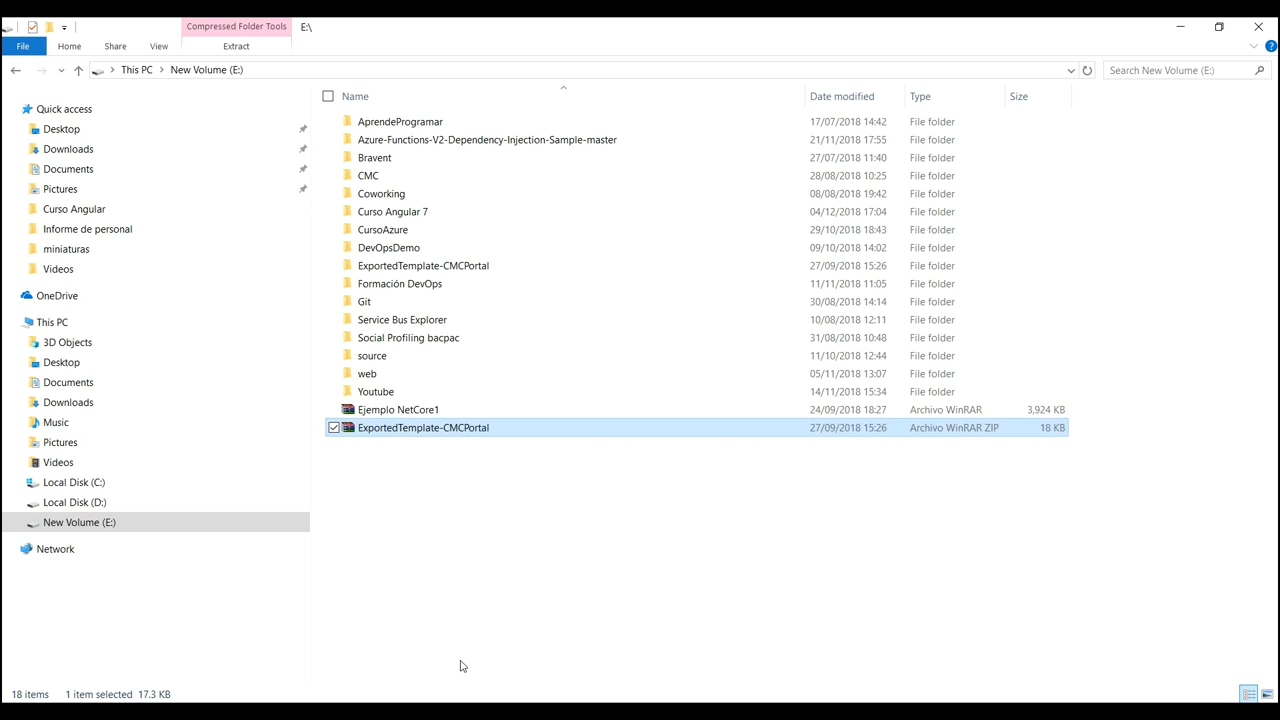 Compressed Folder Tools
E:\
File Home Share View Extract
This PC New Volume (E:)
Search New Volume (E:)
Name Date modified Type Size
Quick access
Desktop
Downloads
Documents
Pictures
Curso Angular
Informe de personal
miniaturas
Videos
OneDrive
This PC
3D Objects
Desktop
Documents
Downloads
Music
Pictures
Videos
Local Disk (C:)
Local Disk (D:)
New Volume (E:)
Network
AprendeProgramar 17/07/2018 14:42 File folder
Azure-Functions-V2-Dependency-Injection-Sample-master 21/11/2018 17:55 File folder
Bravent 27/07/2018 11:40 File folder
CMC 28/08/2018 10:25 File folder
Coworking 08/08/2018 19:42 File folder
Curso Angular 7 04/12/2018 17:04 File folder
CursoAzure 29/10/2018 18:43 File folder
DevOpsDemo 09/10/2018 14:02 File folder
ExportedTemplate-CMCPortal 27/09/2018 15:26 File folder
Formación DevOps 11/11/2018 11:05 File folder
Git 30/08/2018 14:14 File folder
Service Bus Explorer 10/08/2018 12:11 File folder
Social Profiling bacpac 31/08/2018 10:48 File folder
source 11/10/2018 12:44 File folder
web 05/11/2018 13:07 File folder
Youtube 14/11/2018 15:34 File folder
Ejemplo NetCore1 24/09/2018 18:27 Archivo WinRAR 3,924 KB
ExportedTemplate-CMCPortal 27/09/2018 15:26 Archivo WinRAR ZIP 18 KB
18 items 1 item selected 17.3 KB